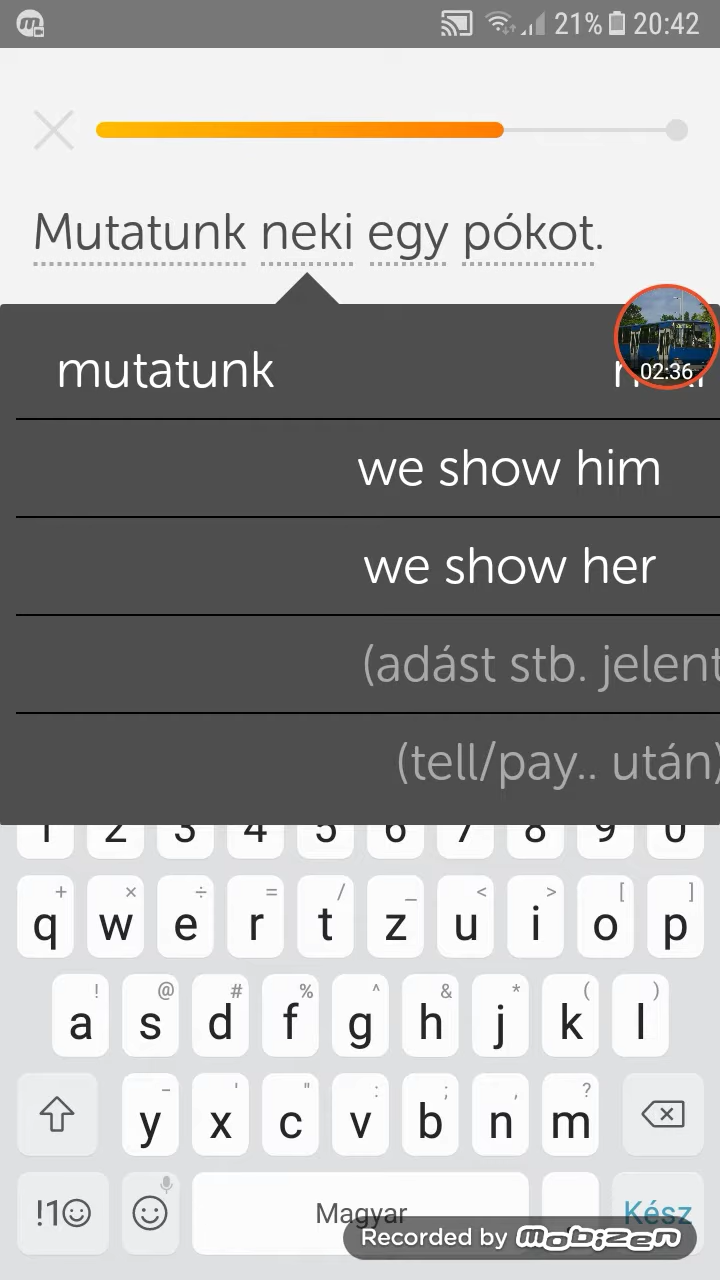 21% 20:42
Mutatunk neki egy pókot.
mutatunk
02:36
we show him
we show her
(adást stb. jelent
(tell/pay.. után)
1 2 3 4 5 6 7 8 9 0
+ × ÷ = / _ < > [ ]
q w e r t z u i o p
! @ # % ^ & * ( )
a s d f g h j k l
- ' " : ; , ?
y x c v b n m
!1☺ Magyar . Kész
Recorded by mobizen